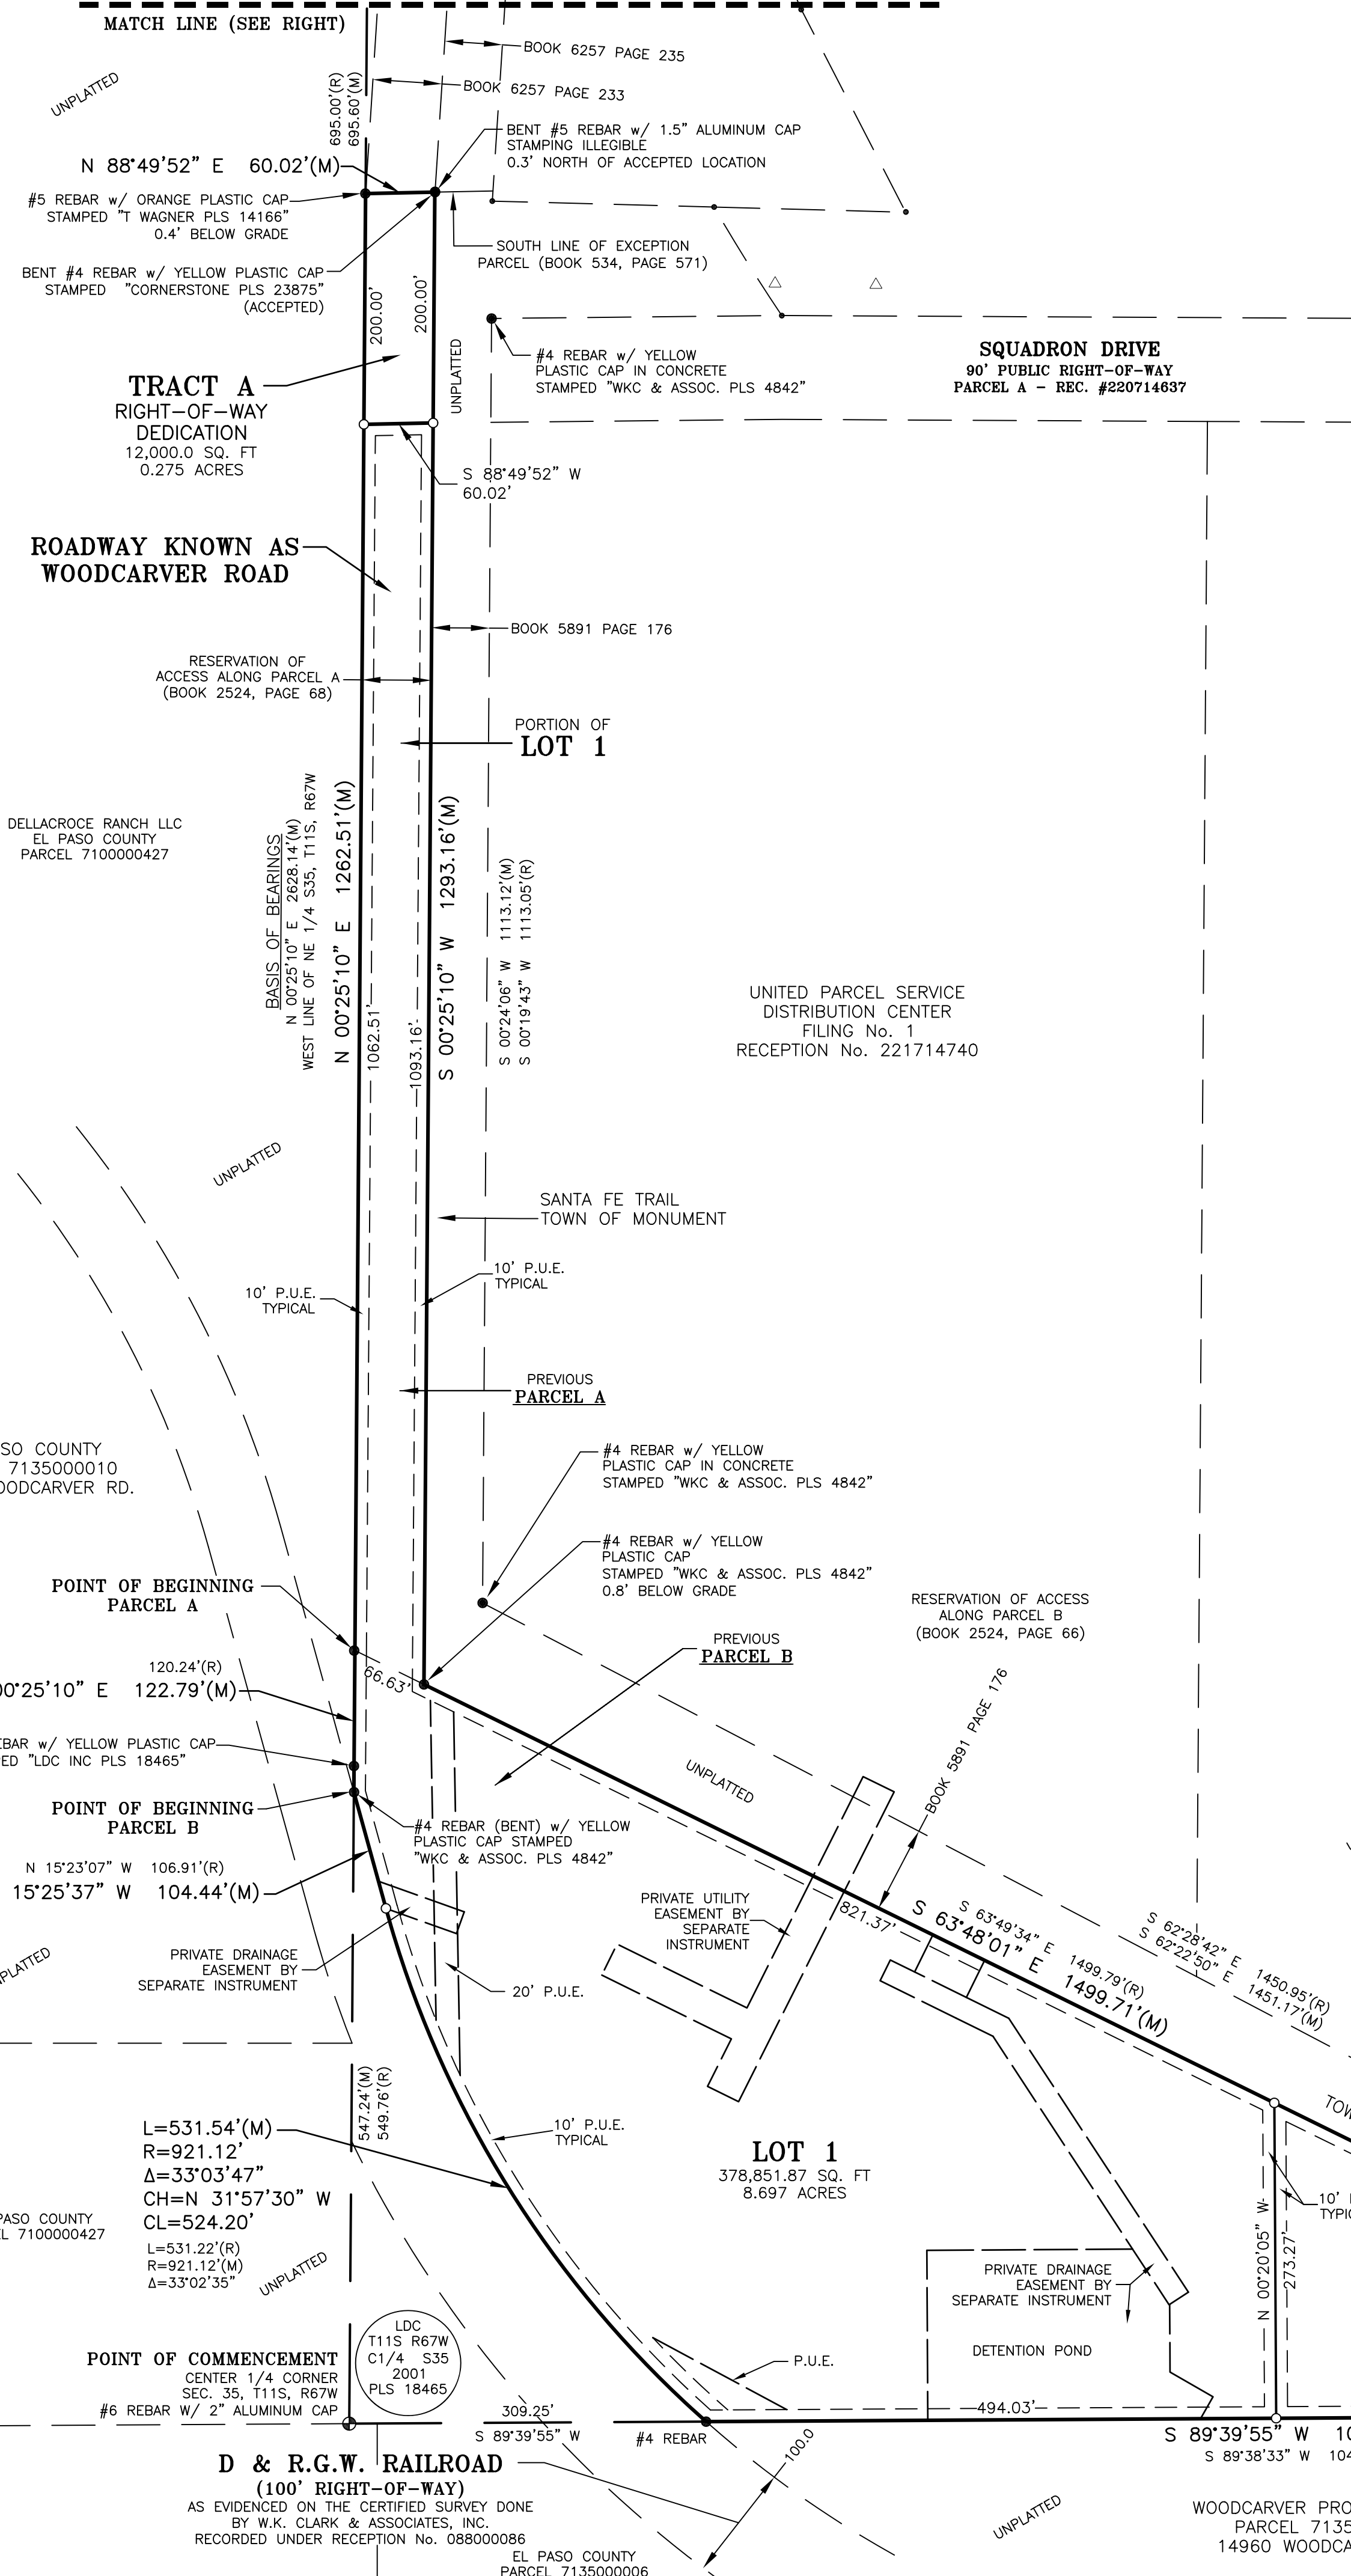 MATCH LINE (SEE RIGHT)
UNPLATTED
695.00'(R)
695.60'(M)
BOOK 6257 PAGE 235
BOOK 6257 PAGE 233
BENT #5 REBAR w/ 1.5" ALUMINUM CAP
STAMPING ILLEGIBLE
0.3' NORTH OF ACCEPTED LOCATION
N 88°49'52" E 60.02'(M)
#5 REBAR w/ ORANGE PLASTIC CAP
STAMPED "T WAGNER PLS 14166"
0.4' BELOW GRADE
SOUTH LINE OF EXCEPTION
PARCEL (BOOK 534, PAGE 571)
BENT #4 REBAR w/ YELLOW PLASTIC CAP
STAMPED "CORNERSTONE PLS 23875"
(ACCEPTED)
200.00'
200.00'
UNPLATTED
#4 REBAR w/ YELLOW
PLASTIC CAP IN CONCRETE
STAMPED "WKC & ASSOC. PLS 4842"
SQUADRON DRIVE
90' PUBLIC RIGHT-OF-WAY
PARCEL A - REC. #220714637
TRACT A
RIGHT-OF-WAY
DEDICATION
12,000.0 SQ. FT
0.275 ACRES
S 88°49'52" W
60.02'
ROADWAY KNOWN AS
WOODCARVER ROAD
BOOK 5891 PAGE 176
RESERVATION OF
ACCESS ALONG PARCEL A
(BOOK 2524, PAGE 68)
PORTION OF
LOT 1
DELLACROCE RANCH LLC
EL PASO COUNTY
PARCEL 7100000427
BASIS OF BEARINGS
N 00°25'10" E 2628.14'(M)
WEST LINE OF NE 1/4 S35, T11S, R67W
N 00°25'10" E 1262.51'(M)
1062.51'
1093.16'
S 00°25'10" W 1293.16'(M)
S 00°24'06" W 1113.12'(M)
S 00°19'43" W 1113.05'(R)
UNITED PARCEL SERVICE
DISTRIBUTION CENTER
FILING No. 1
RECEPTION No. 221714740
UNPLATTED
SANTA FE TRAIL
TOWN OF MONUMENT
10' P.U.E.
TYPICAL
10' P.U.E.
TYPICAL
PREVIOUS
PARCEL A
SO COUNTY
7135000010
OODCARVER RD.
#4 REBAR w/ YELLOW
PLASTIC CAP IN CONCRETE
STAMPED "WKC & ASSOC. PLS 4842"
#4 REBAR w/ YELLOW
PLASTIC CAP
STAMPED "WKC & ASSOC. PLS 4842"
0.8' BELOW GRADE
POINT OF BEGINNING
PARCEL A
RESERVATION OF ACCESS
ALONG PARCEL B
(BOOK 2524, PAGE 66)
PREVIOUS
PARCEL B
120.24'(R)
00°25'10" E 122.79'(M)
66.63'
EBAR w/ YELLOW PLASTIC CAP
ED "LDC INC PLS 18465"
POINT OF BEGINNING
PARCEL B
#4 REBAR (BENT) w/ YELLOW
PLASTIC CAP STAMPED
"WKC & ASSOC. PLS 4842"
UNPLATTED
BOOK 5891 PAGE 176
N 15°23'07" W 106.91'(R)
15°25'37" W 104.44'(M)
PRIVATE UTILITY
EASEMENT BY
SEPARATE
INSTRUMENT
821.37'
S 63°49'34" E 1499.79'(R)
S 63°48'01" E 1499.71'(M)
S 62°28'42" E 1450.95'(R)
S 62°22'50" E 1451.17'(M)
NPLATTED
PRIVATE DRAINAGE
EASEMENT BY
SEPARATE INSTRUMENT
20' P.U.E.
547.24'(M)
549.76'(R)
TOW
L=531.54'(M)
R=921.12'
Δ=33°03'47"
CH=N 31°57'30" W
CL=524.20'
L=531.22'(R)
R=921.12'(M)
Δ=33°02'35"
10' P.U.E.
TYPICAL
LOT 1
378,851.87 SQ. FT
8.697 ACRES
PASO COUNTY
EL 7100000427
UNPLATTED
N 00°20'05" W
273.27'
10'
TYPIC
PRIVATE DRAINAGE
EASEMENT BY
SEPARATE INSTRUMENT
DETENTION POND
P.U.E.
POINT OF COMMENCEMENT
CENTER 1/4 CORNER
SEC. 35, T11S, R67W
#6 REBAR W/ 2" ALUMINUM CAP
LDC
T11S R67W
C1/4 S35
2001
PLS 18465
309.25'
S 89°39'55" W
#4 REBAR
494.03'
S 89°39'55" W 10
S 89°38'33" W 104
100.0
D & R.G.W. RAILROAD
(100' RIGHT-OF-WAY)
AS EVIDENCED ON THE CERTIFIED SURVEY DONE
BY W.K. CLARK & ASSOCIATES, INC.
RECORDED UNDER RECEPTION No. 088000086
EL PASO COUNTY
PARCEL 7135000006
UNPLATTED
WOODCARVER PRO
PARCEL 7135
14960 WOODCA